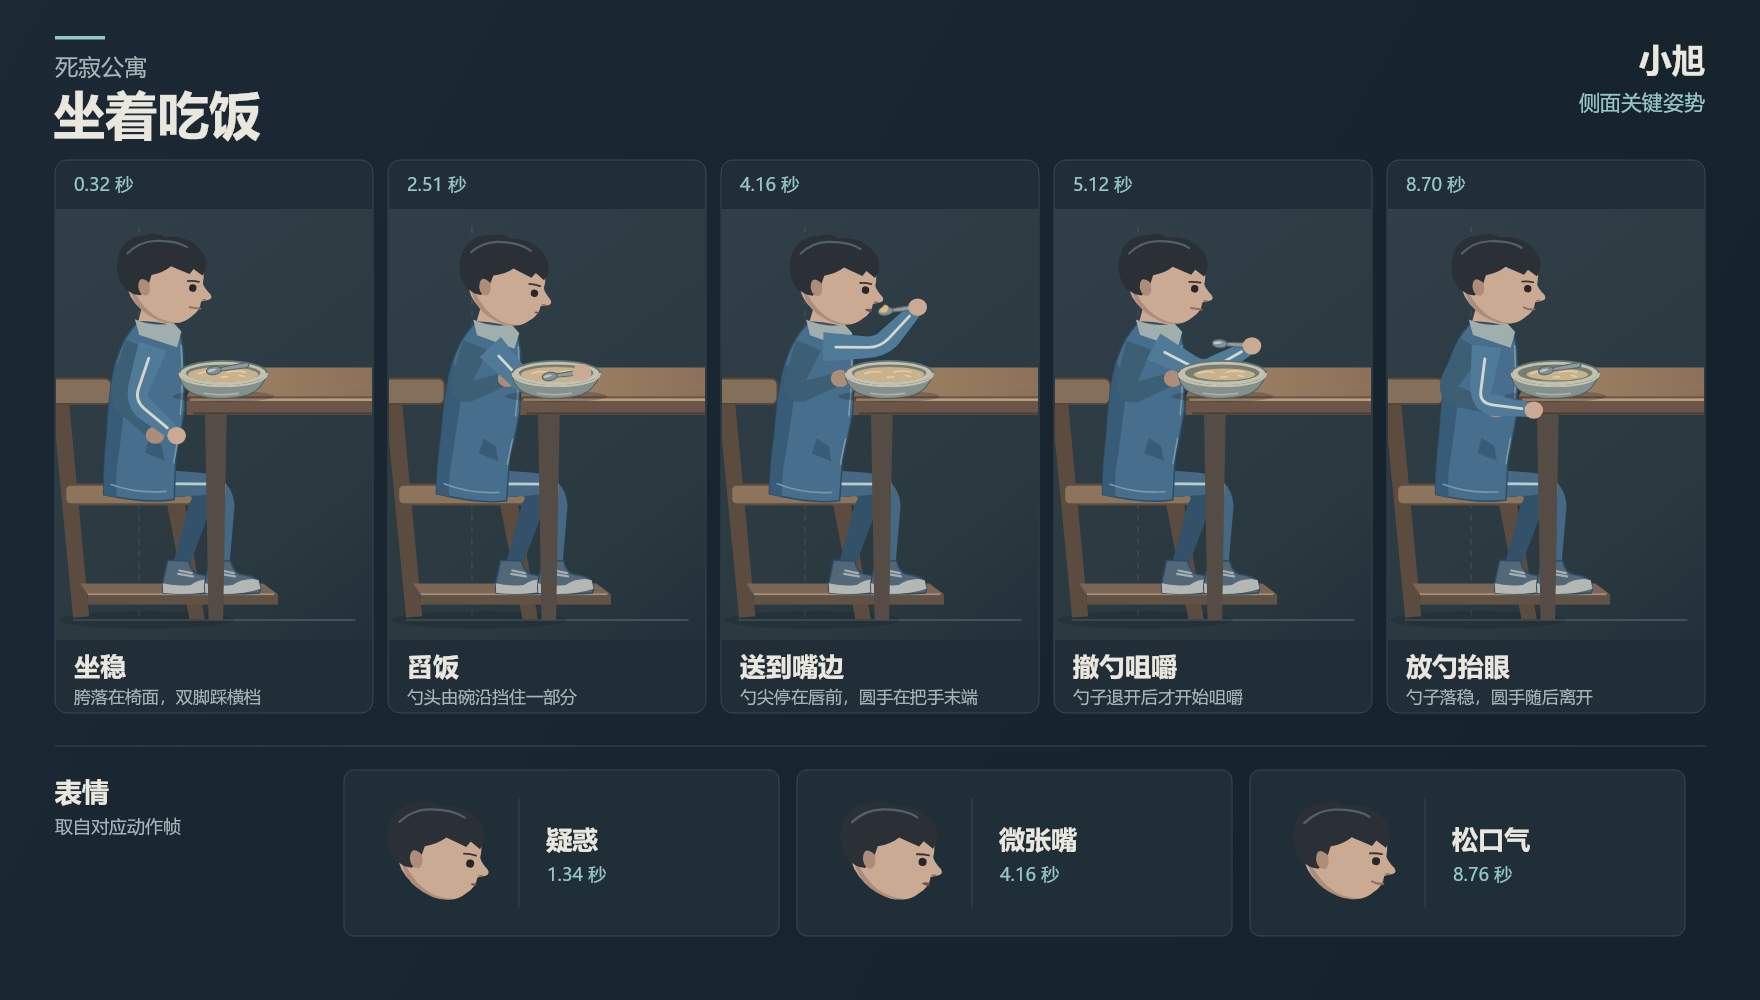 死寂公寓
坐着吃饭
小旭
侧面关键姿势
0.32 秒
2.51 秒
4.16 秒
5.12 秒
8.70 秒
坐稳
胯落在椅面，双脚踩横档
舀饭
勺头由碗沿挡住一部分
送到嘴边
勺尖停在唇前，圆手在把手末端
撤勺咀嚼
勺子退开后才开始咀嚼
放勺抬眼
勺子落稳，圆手随后离开
表情
取自对应动作帧
疑惑
1.34 秒
微张嘴
4.16 秒
松口气
8.76 秒